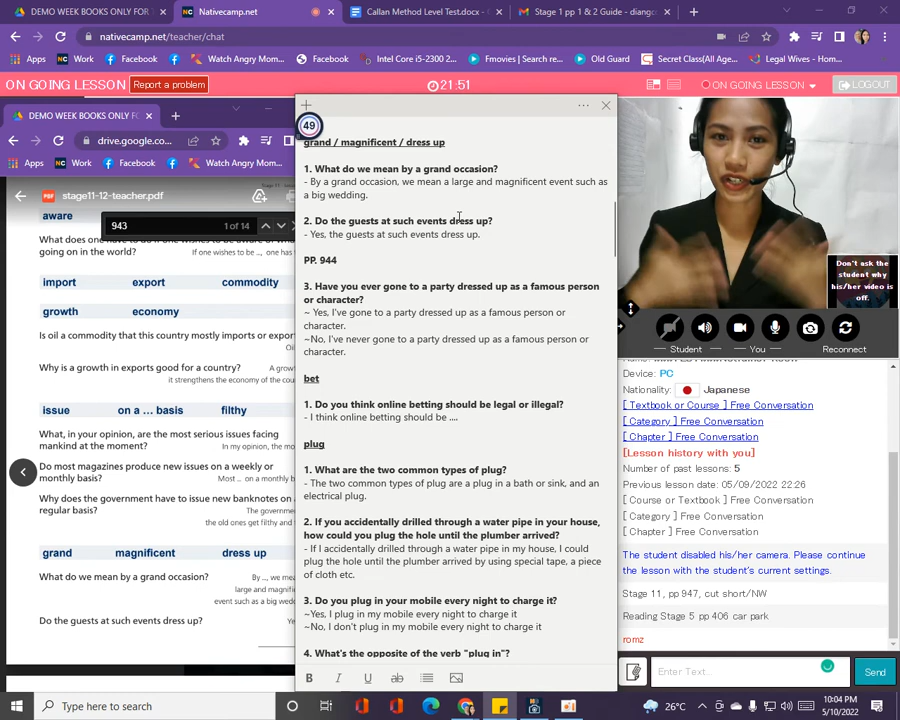 DEMO WEEK BOOKS ONLY FOR
Nativecamp.net
Callan Method Level Test.docx -
Stage 1 pp 1 & 2 Guide - diangc
nativecamp.net/teacher/chat
Apps
Work
Facebook
Watch Angry Mom...
Facebook
Intel Core i5-2300 2...
Fmovies | Search re...
Old Guard
Secret Class(All Age...
Legal Wives - Hom...
ON GOING LESSON
Report a problem
21:51
ON GOING LESSON
LOGOUT
DEMO WEEK BOOKS ONLY FO
drive.google.co
Apps
Work
Facebook
Watch Angry Mom
PDF
stage11-12-teacher.pdf
943
1 of 14
aware
What does one
going on in the world?
If one wishes to be ..., one has
import
export
commodity
growth
economy
Is oil a commodity that this country mostly imports or expor
Why is a growth in exports good for a country?
A grow
it strengthens the economy of the cou
issue
on a ... basis
filthy
What, in your opinion, are the most serious issues facing
mankind at the moment?
In my opinion, the mo
Do most magazines produce new issues on a weekly or
monthly basis?
Most .. on a mo
Why does the government have to issue new banknotes on a
regular basis?
The governme
the old ones get filthy and
grand
magnificent
dress up
What do we mean by a grand occasion?
By ..., we mea
large and magnific
event such as a big wedd
Do the guests at such events dress up?
Ye
49
grand / magnificent / dress up
1. What do we mean by a grand occasion?
- By a grand occasion, we mean a large and magnificent event such as
a big wedding.
2. Do the guests at such events dress up?
- Yes, the guests at such events dress up.
PP. 944
3. Have you ever gone to a party dressed up as a famous person
or character?
~ Yes, I've gone to a party dressed up as a famous person or
character.
~No, I've never gone to a party dressed up as a famous person or
character.
bet
1. Do you think online betting should be legal or illegal?
- I think online betting should be ....
plug
1. What are the two common types of plug?
- The two common types of plug are a plug in a bath or sink, and an
electrical plug.
2. If you accidentally drilled through a water pipe in your house,
how could you plug the hole until the plumber arrived?
- If I accidentally drilled through a water pipe in my house, I could
plug the hole until the plumber arrived by using special tape, a piece
of cloth etc.
3. Do you plug in your mobile every night to charge it?
~Yes, I plug in my mobile every night to charge it
~No, I don't plug in my mobile every night to charge it
4. What's the opposite of the verb "plug in"?
B I U ab
Don't ask the
student why
his/her video is
off.
Student
You
Reconnect
Device: PC
Nationality: Japanese
[ Textbook or Course ] Free Conversation
[ Category ] Free Conversation
[ Chapter ] Free Conversation
[Lesson history with you]
Number of past lessons: 5
Previous lesson date: 05/09/2022 22:26
[ Course or Textbook ] Free Conversation
[ Category ] Free Conversation
[ Chapter ] Free Conversation
The student disabled his/her camera. Please continue
the lesson with the student's current settings.
Stage 11, pp 947, cut short/NW
Reading Stage 5 pp 406 car park
romz
Enter Text...
Send
Type here to search
26°C
10:04 PM
5/10/2022